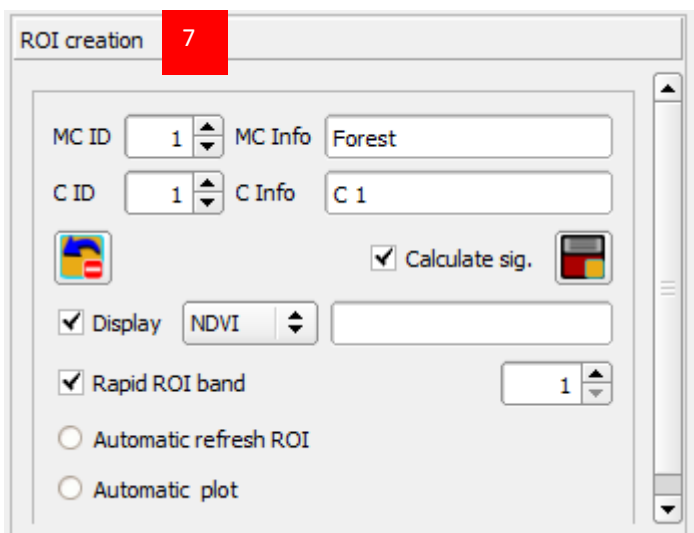 ROI creation 7
MC ID 1 MC Info Forest
C ID 1 C Info C 1
Calculate sig.
Display NDVI
Rapid ROI band 1
Automatic refresh ROI
Automatic plot